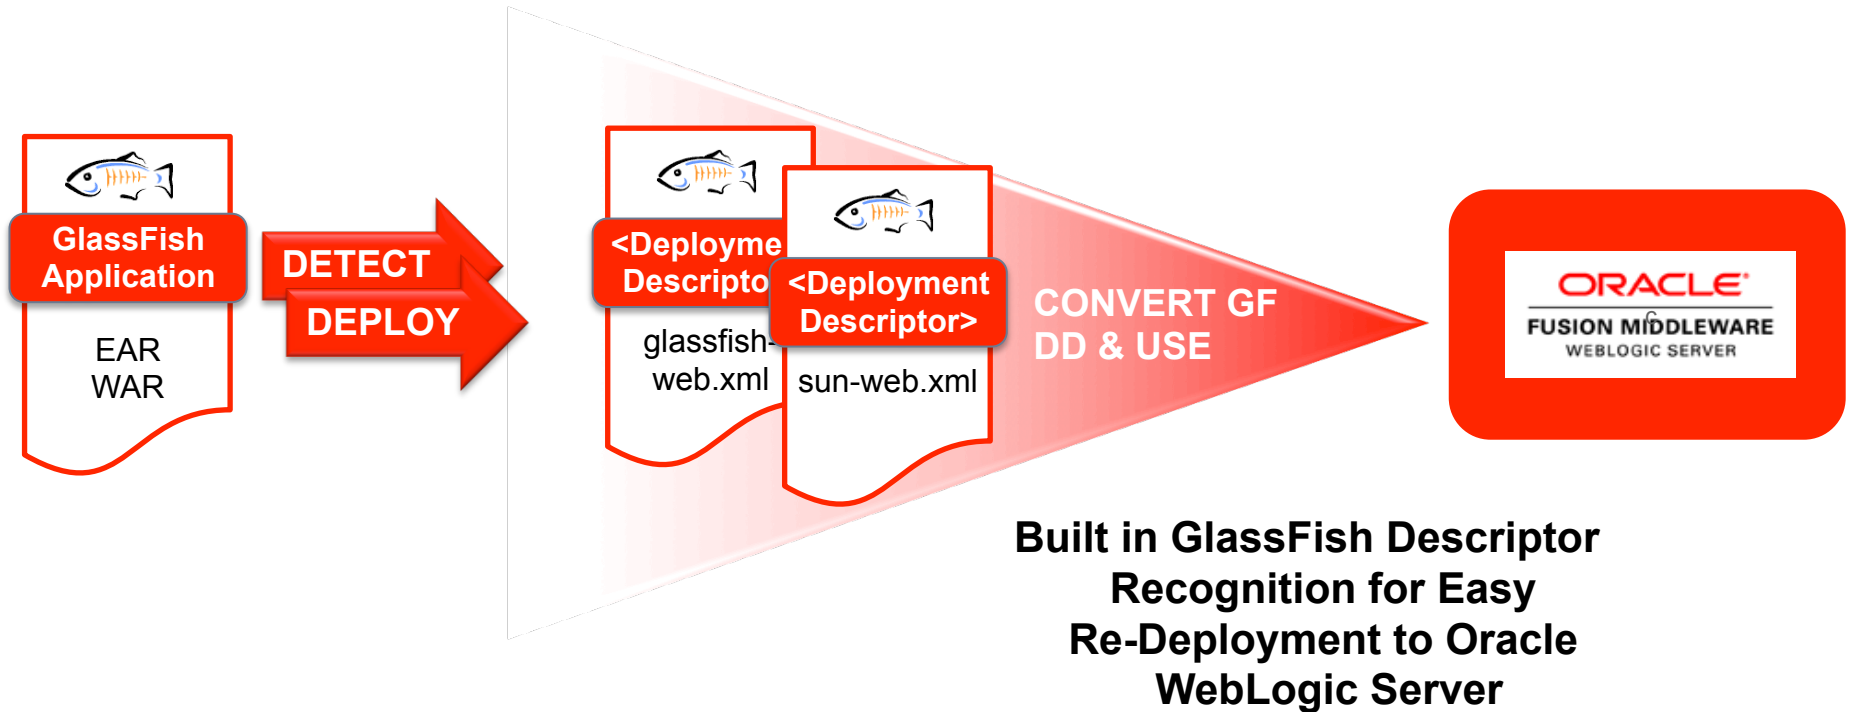 GlassFish
Application
EAR
WAR
DETECT
DEPLOY
<Deployme
Descripto
glassfish-
web.xml
<Deployment
Descriptor>
sun-web.xml
CONVERT GF
DD & USE
ORACLE
FUSION MIDDLEWARE
WEBLOGIC SERVER
Built in GlassFish Descriptor
Recognition for Easy
Re-Deployment to Oracle
WebLogic Server